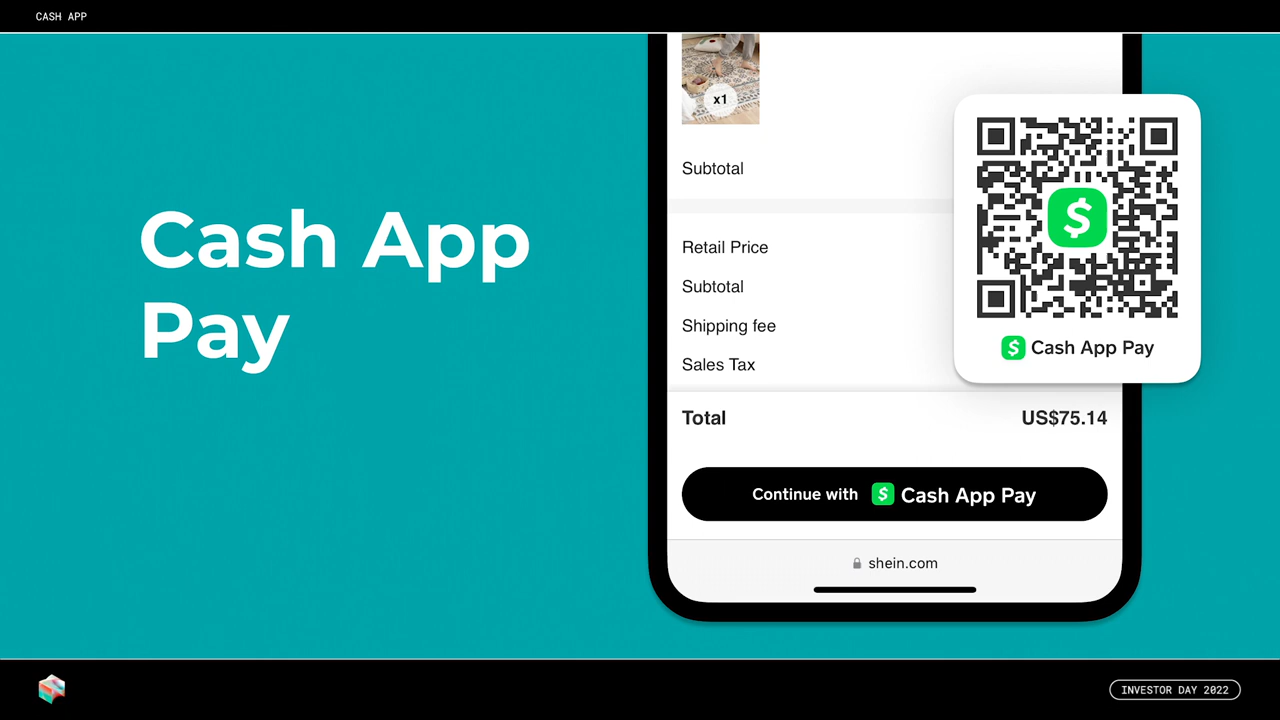 CASH APP
Cash App
Pay
x1
Subtotal
Retail Price
Subtotal
Shipping fee
Sales Tax
Total US$75.14
Continue with $ Cash App Pay
shein.com
$
$ Cash App Pay
INVESTOR DAY 2022